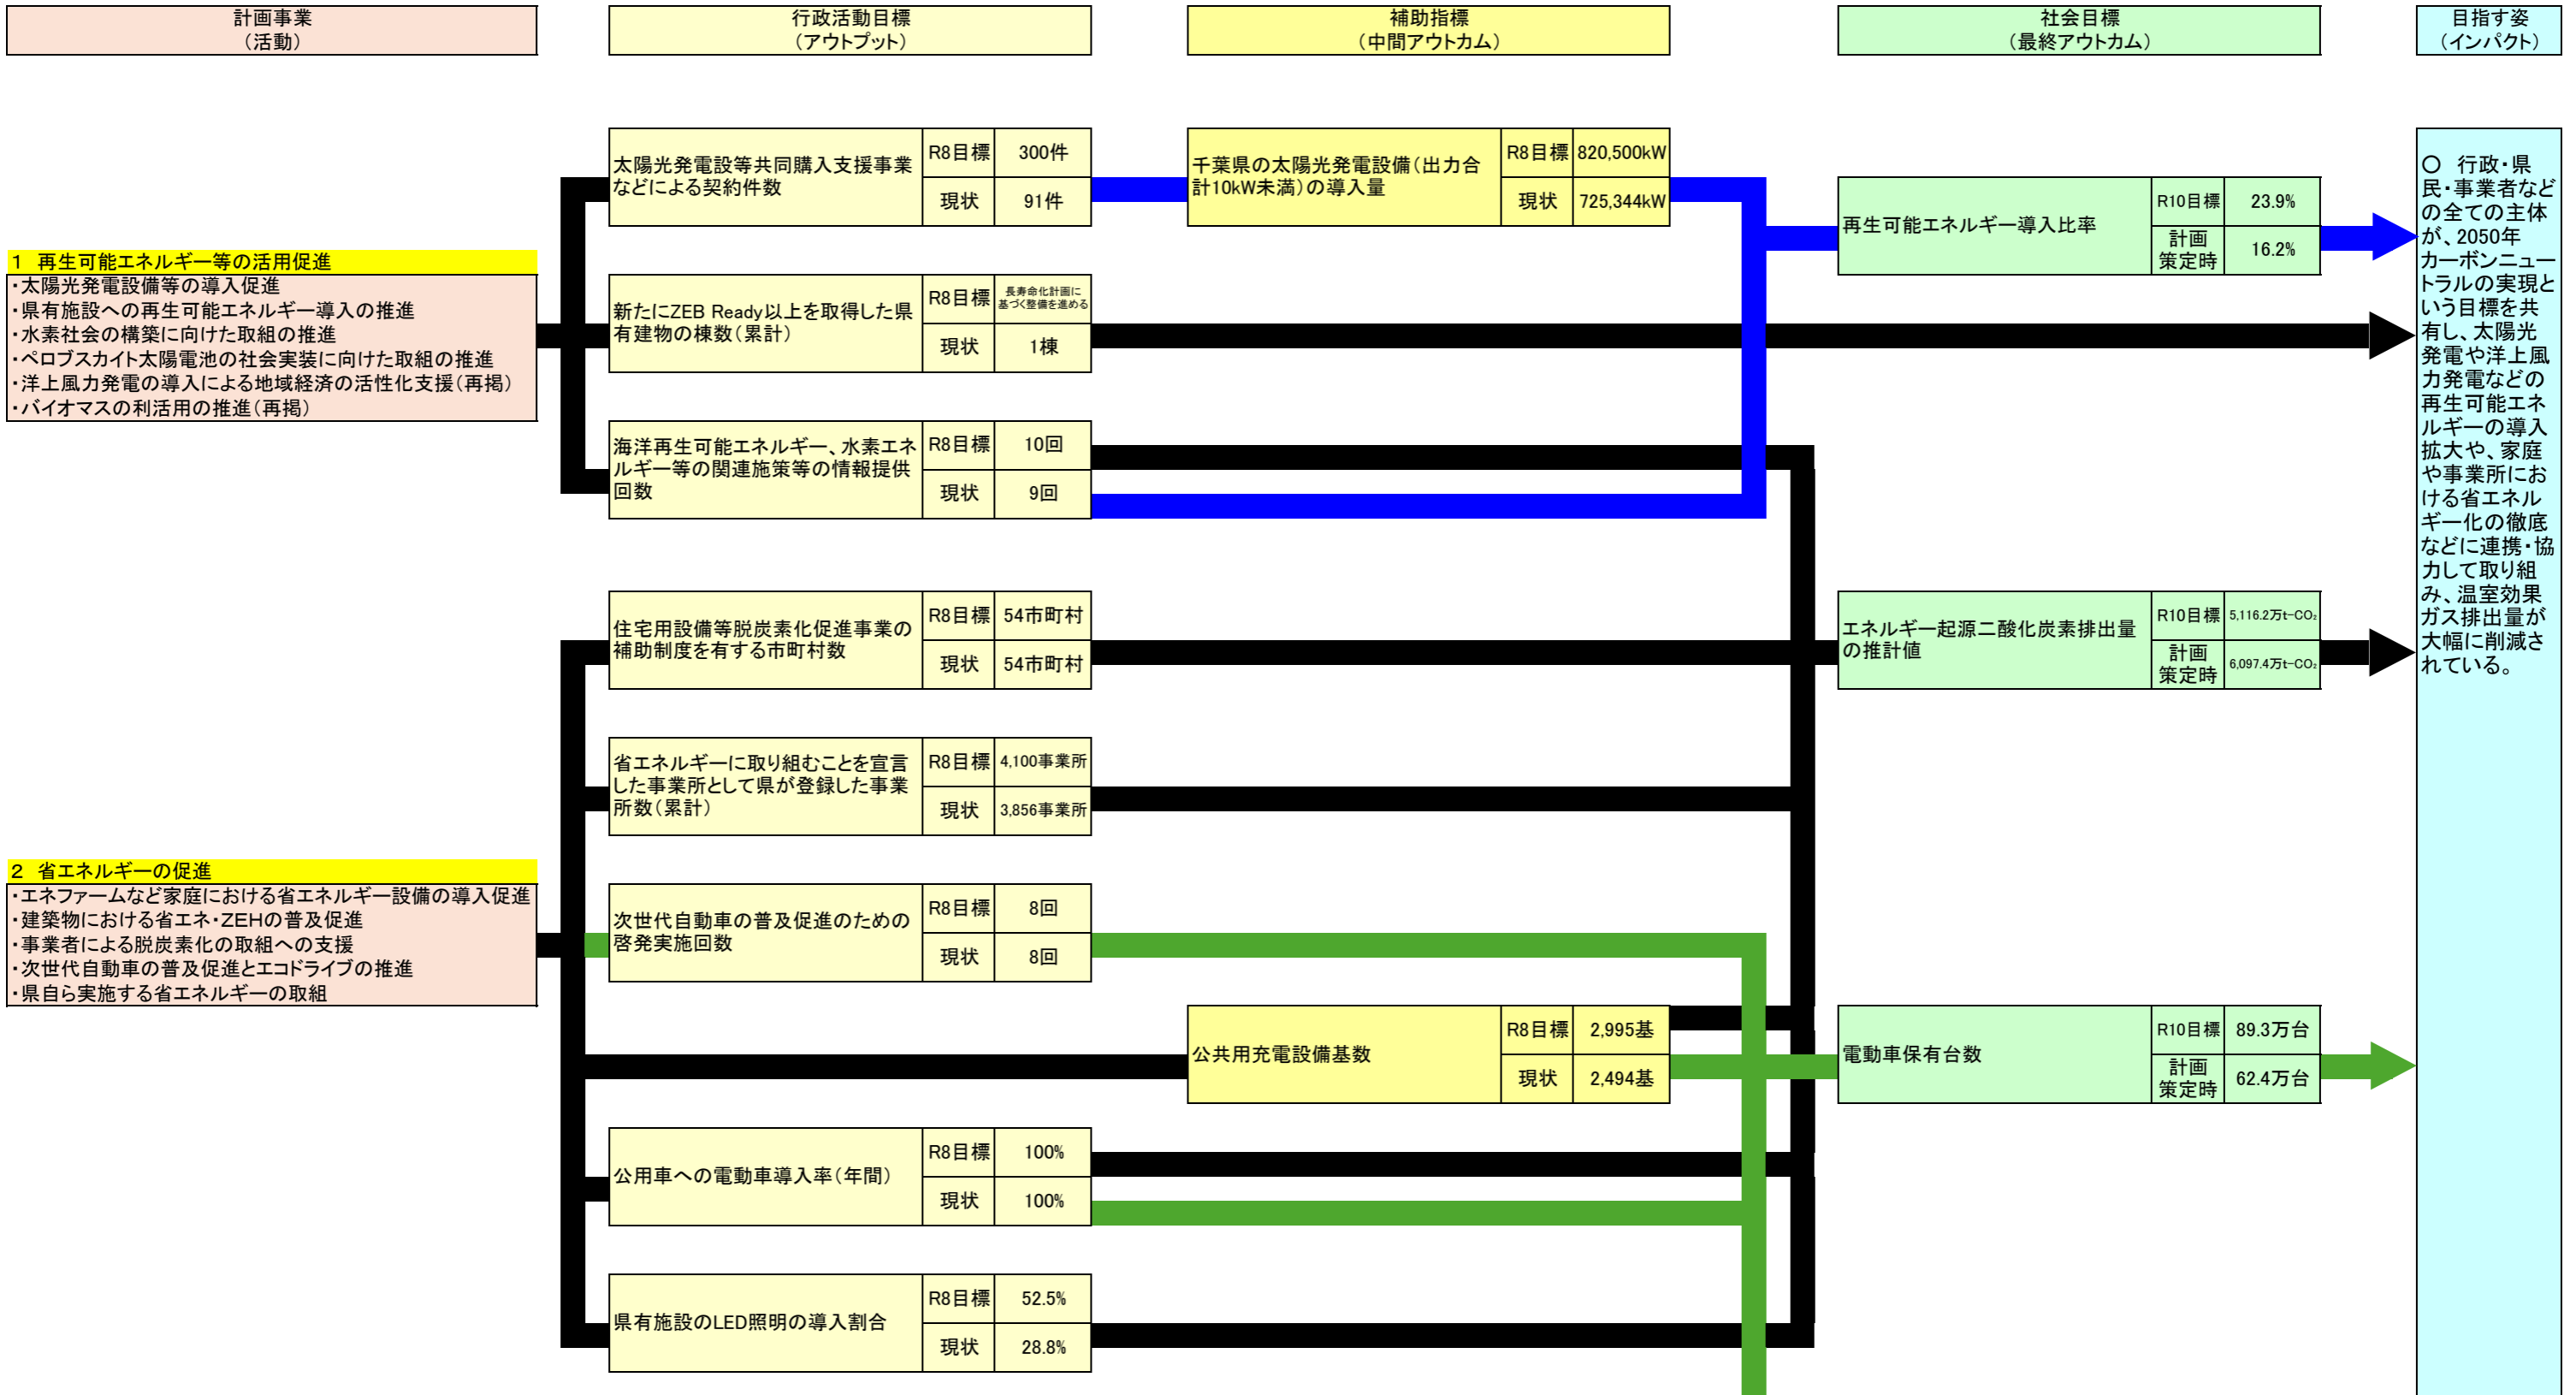 計画事業
（活動）
行政活動目標
（アウトプット）
補助指標
（中間アウトカム）
社会目標
（最終アウトカム）
目指す姿
（インパクト）
1　再生可能エネルギー等の活用促進
・太陽光発電設備等の導入促進
・県有施設への再生可能エネルギー導入の推進
・水素社会の構築に向けた取組の推進
・ペロブスカイト太陽電池の社会実装に向けた取組の推進
・洋上風力発電の導入による地域経済の活性化支援（再掲）
・バイオマスの利活用の推進（再掲）
太陽光発電設等共同購入支援事業
などによる契約件数
R8目標
300件
現状
91件
千葉県の太陽光発電設備（出力合
計10kW未満）の導入量
R8目標
820,500kW
現状
725,344kW
再生可能エネルギー導入比率
R10目標
23.9%
計画
策定時
16.2%
新たにZEB Ready以上を取得した県
有建物の棟数（累計）
R8目標
長寿命化計画に
基づく整備を進める
現状
1棟
海洋再生可能エネルギー、水素エネ
ルギー等の関連施策等の情報提供
回数
R8目標
10回
現状
9回
2　省エネルギーの促進
・エネファームなど家庭における省エネルギー設備の導入促進
・建築物における省エネ・ZEHの普及促進
・事業者による脱炭素化の取組への支援
・次世代自動車の普及促進とエコドライブの推進
・県自ら実施する省エネルギーの取組
住宅用設備等脱炭素化促進事業の
補助制度を有する市町村数
R8目標
54市町村
現状
54市町村
エネルギー起源二酸化炭素排出量
の推計値
R10目標
5,116.2万t-CO₂
計画
策定時
6,097.4万t-CO₂
省エネルギーに取り組むことを宣言
した事業所として県が登録した事業
所数（累計）
R8目標
4,100事業所
現状
3,856事業所
次世代自動車の普及促進のための
啓発実施回数
R8目標
8回
現状
8回
公共用充電設備基数
R8目標
2,995基
現状
2,494基
電動車保有台数
R10目標
89.3万台
計画
策定時
62.4万台
公用車への電動車導入率（年間）
R8目標
100%
現状
100%
県有施設のLED照明の導入割合
R8目標
52.5%
現状
28.8%
○　行政・県
民・事業者など
の全ての主体
が、2050年
カーボンニュー
トラルの実現と
いう目標を共
有し、太陽光
発電や洋上風
力発電などの
再生可能エネ
ルギーの導入
拡大や、家庭
や事業所にお
ける省エネル
ギー化の徹底
などに連携・協
力して取り組
み、温室効果
ガス排出量が
大幅に削減さ
れている。